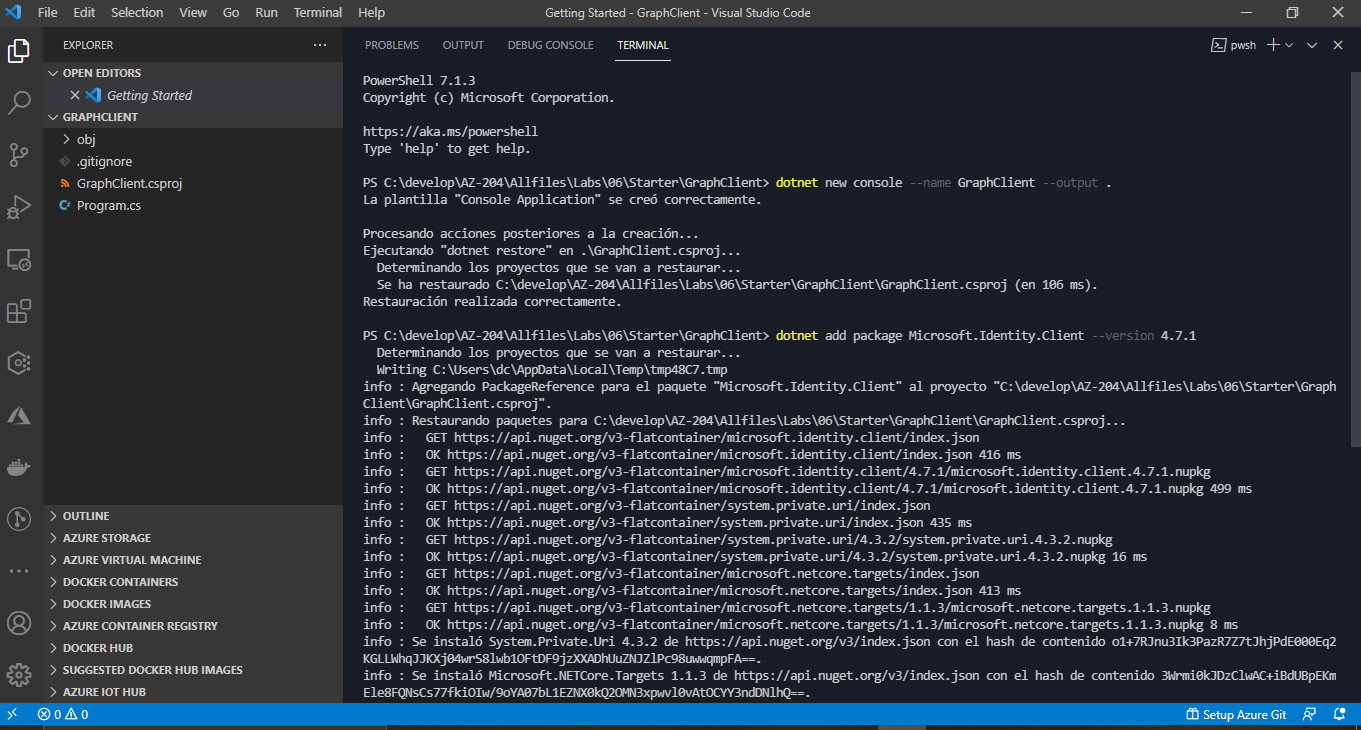 File Edit Selection View Go Run Terminal Help
Getting Started - GraphClient - Visual Studio Code
EXPLORER
OPEN EDITORS
Getting Started
GRAPHCLIENT
obj
.gitignore
GraphClient.csproj
Program.cs
OUTLINE
AZURE STORAGE
AZURE VIRTUAL MACHINE
DOCKER CONTAINERS
DOCKER IMAGES
AZURE CONTAINER REGISTRY
DOCKER HUB
SUGGESTED DOCKER HUB IMAGES
AZURE IOT HUB
PROBLEMS OUTPUT DEBUG CONSOLE TERMINAL
pwsh
PowerShell 7.1.3
Copyright (c) Microsoft Corporation.
https://aka.ms/powershell
Type 'help' to get help.
PS C:\develop\AZ-204\Allfiles\Labs\06\Starter\GraphClient> dotnet new console --name GraphClient --output .
La plantilla "Console Application" se creó correctamente.
Procesando acciones posteriores a la creación...
Ejecutando "dotnet restore" en .\GraphClient.csproj...
Determinando los proyectos que se van a restaurar...
Se ha restaurado C:\develop\AZ-204\Allfiles\Labs\06\Starter\GraphClient\GraphClient.csproj (en 106 ms).
Restauración realizada correctamente.
PS C:\develop\AZ-204\Allfiles\Labs\06\Starter\GraphClient> dotnet add package Microsoft.Identity.Client --version 4.7.1
Determinando los proyectos que se van a restaurar...
Writing C:\Users\dc\AppData\Local\Temp\tmp48C7.tmp
info : Agregando PackageReference para el paquete "Microsoft.Identity.Client" al proyecto "C:\develop\AZ-204\Allfiles\Labs\06\Starter\Graph
Client\GraphClient.csproj".
info : Restaurando paquetes para C:\develop\AZ-204\Allfiles\Labs\06\Starter\GraphClient\GraphClient.csproj...
info :   GET https://api.nuget.org/v3-flatcontainer/microsoft.identity.client/index.json
info :   OK https://api.nuget.org/v3-flatcontainer/microsoft.identity.client/index.json 416 ms
info :   GET https://api.nuget.org/v3-flatcontainer/microsoft.identity.client/4.7.1/microsoft.identity.client.4.7.1.nupkg
info :   OK https://api.nuget.org/v3-flatcontainer/microsoft.identity.client/4.7.1/microsoft.identity.client.4.7.1.nupkg 499 ms
info :   GET https://api.nuget.org/v3-flatcontainer/system.private.uri/index.json
info :   OK https://api.nuget.org/v3-flatcontainer/system.private.uri/index.json 435 ms
info :   GET https://api.nuget.org/v3-flatcontainer/system.private.uri/4.3.2/system.private.uri.4.3.2.nupkg
info :   OK https://api.nuget.org/v3-flatcontainer/system.private.uri/4.3.2/system.private.uri.4.3.2.nupkg 16 ms
info :   GET https://api.nuget.org/v3-flatcontainer/microsoft.netcore.targets/index.json
info :   OK https://api.nuget.org/v3-flatcontainer/microsoft.netcore.targets/index.json 413 ms
info :   GET https://api.nuget.org/v3-flatcontainer/microsoft.netcore.targets/1.1.3/microsoft.netcore.targets.1.1.3.nupkg
info :   OK https://api.nuget.org/v3-flatcontainer/microsoft.netcore.targets/1.1.3/microsoft.netcore.targets.1.1.3.nupkg 8 ms
info : Se instaló System.Private.Uri 4.3.2 de https://api.nuget.org/v3/index.json con el hash de contenido o1+7RJnu3Ik3PazR7Z7tJhjPdE000Eq2
KGLLWhqJJKXj04wrS8lwb1OFtDF9jzXXADhUuZNJZlPc98uwwqmpFA==.
info : Se instaló Microsoft.NETCore.Targets 1.1.3 de https://api.nuget.org/v3/index.json con el hash de contenido 3Wrmi0kJDzClwAC+iBdUBpEKm
Ele8FQNsCs77fkiOIw/9oYA07bL1EZNX0kQ2OMN3xpwvl0vAtOCYY3ndDNlhQ==.
0 0
Setup Azure Git